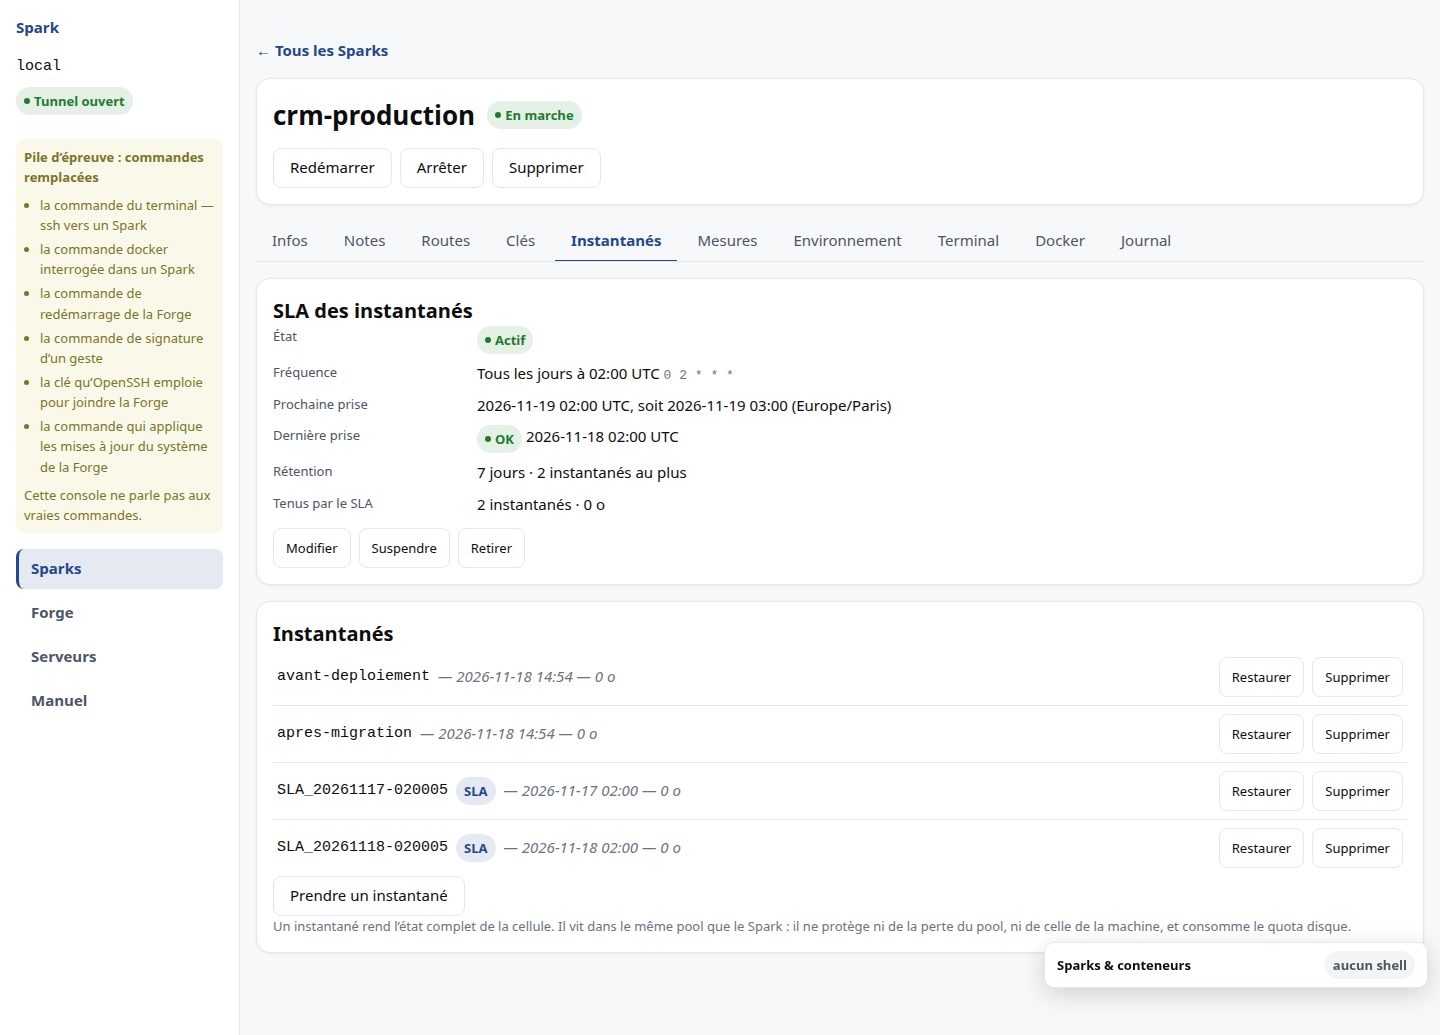 Spark
local
Tunnel ouvert
Pile d'épreuve : commandes
remplacées
la commande du terminal —
ssh vers un Spark
la commande docker
interrogée dans un Spark
la commande de
redémarrage de la Forge
la commande de signature
d'un geste
la clé qu'OpenSSH emploie
pour joindre la Forge
la commande qui applique
les mises à jour du système
de la Forge
Cette console ne parle pas aux
vraies commandes.
Sparks
Forge
Serveurs
Manuel
← Tous les Sparks
crm-production En marche
Redémarrer Arrêter Supprimer
Infos Notes Routes Clés Instantanés Mesures Environnement Terminal Docker Journal
SLA des instantanés
État Actif
Fréquence Tous les jours à 02:00 UTC 0 2 * * *
Prochaine prise 2026-11-19 02:00 UTC, soit 2026-11-19 03:00 (Europe/Paris)
Dernière prise OK 2026-11-18 02:00 UTC
Rétention 7 jours · 2 instantanés au plus
Tenus par le SLA 2 instantanés · 0 o
Modifier Suspendre Retirer
Instantanés
avant-deploiement — 2026-11-18 14:54 — 0 o Restaurer Supprimer
apres-migration — 2026-11-18 14:54 — 0 o Restaurer Supprimer
SLA_20261117-020005 SLA — 2026-11-17 02:00 — 0 o Restaurer Supprimer
SLA_20261118-020005 SLA — 2026-11-18 02:00 — 0 o Restaurer Supprimer
Prendre un instantané
Un instantané rend l'état complet de la cellule. Il vit dans le même pool que le Spark : il ne protège ni de la perte du pool, ni de celle de la machine, et consomme le quota disque.
Sparks & conteneurs aucun shell